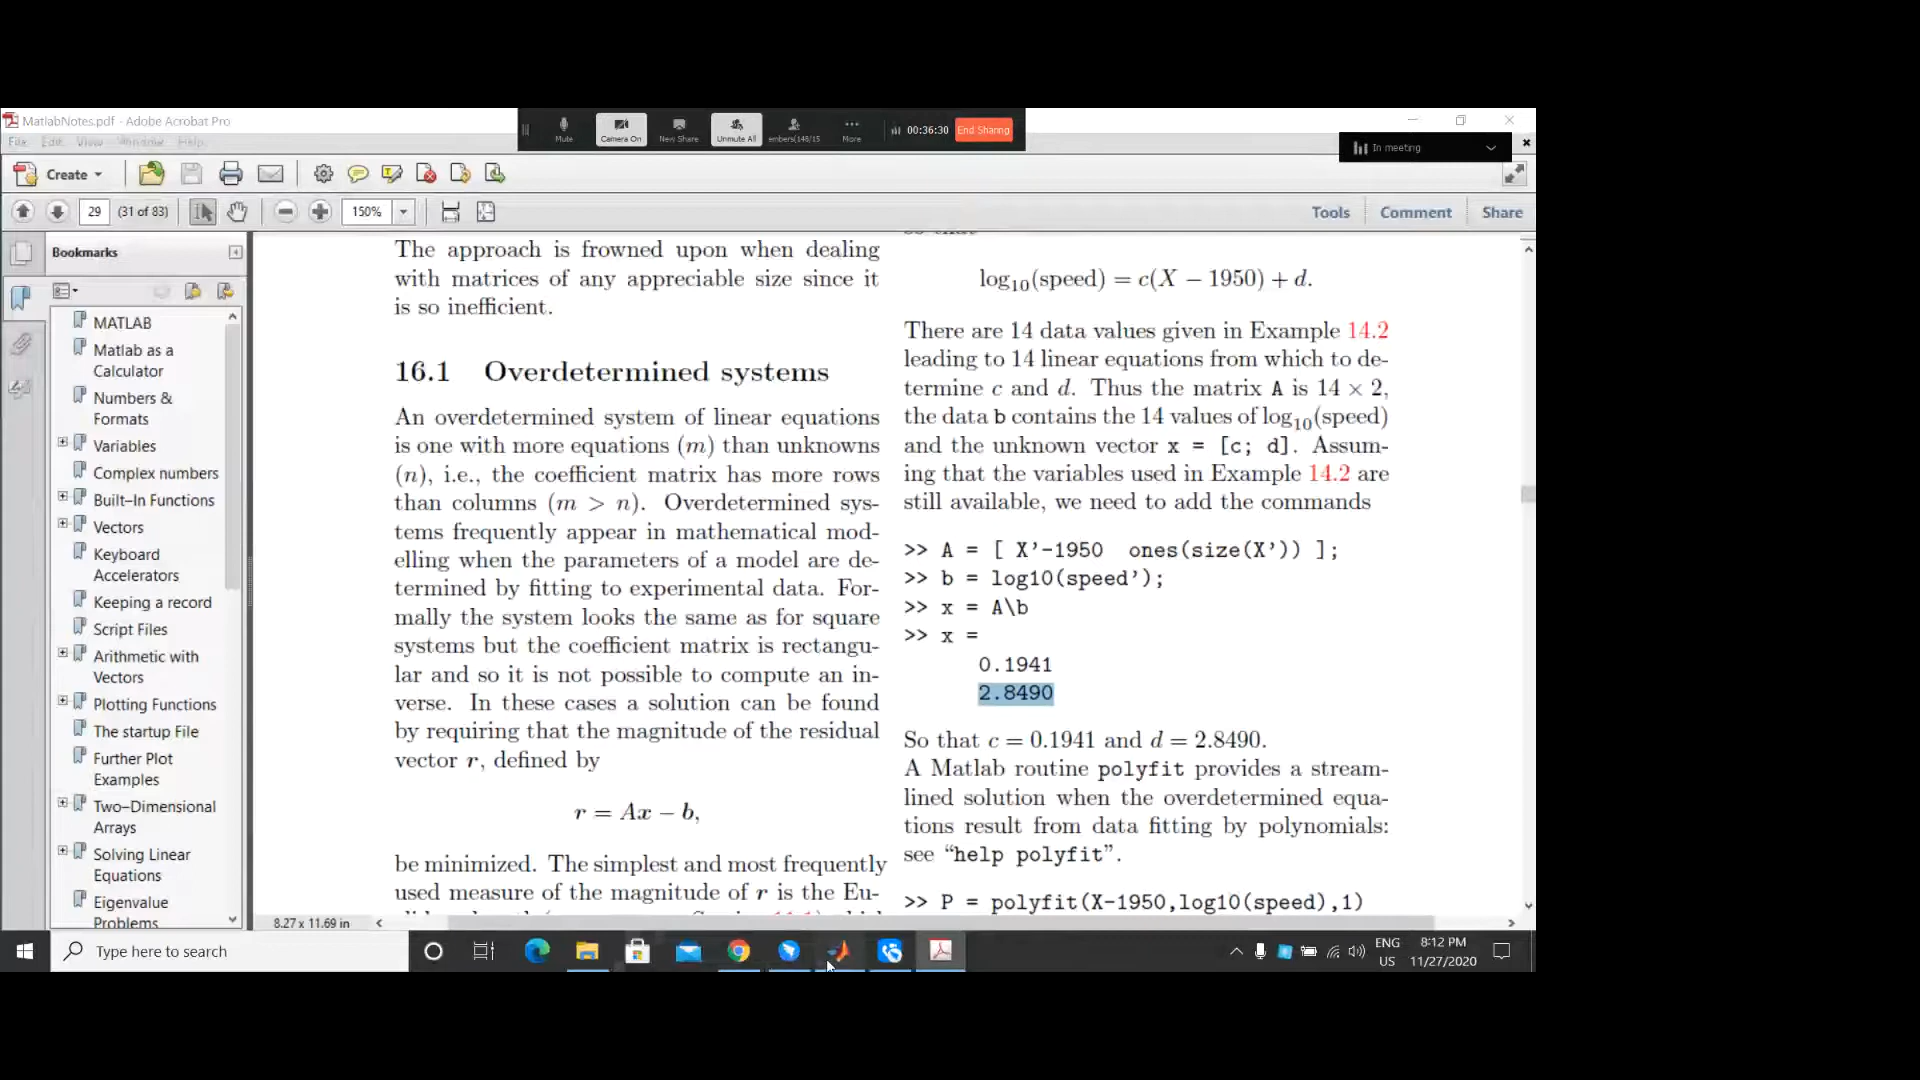 MatlabNotes.pdf - Adobe Acrobat Pro
File Edit View Window Help
Mute
Camera On
New Share
Unmute All
embers(148/15
More
00:36:30
End Sharing
In meeting
Create
29 (31 of 83)
150%
Tools
Comment
Share
Bookmarks
MATLAB
Matlab as a
Calculator
Numbers &
Formats
Variables
Complex numbers
Built-In Functions
Vectors
Keyboard
Accelerators
Keeping a record
Script Files
Arithmetic with
Vectors
Plotting Functions
The startup File
Further Plot
Examples
Two-Dimensional
Arrays
Solving Linear
Equations
Eigenvalue
Problems
The approach is frowned upon when dealing
with matrices of any appreciable size since it
is so inefficient.
16.1 Overdetermined systems
An overdetermined system of linear equations
is one with more equations (m) than unknowns
(n), i.e., the coefficient matrix has more rows
than columns (m > n). Overdetermined sys-
tems frequently appear in mathematical mod-
elling when the parameters of a model are de-
termined by fitting to experimental data. For-
mally the system looks the same as for square
systems but the coefficient matrix is rectangu-
lar and so it is not possible to compute an in-
verse. In these cases a solution can be found
by requiring that the magnitude of the residual
vector r, defined by
r = Ax − b,
be minimized. The simplest and most frequently
used measure of the magnitude of r is the Eu-
log₁₀(speed) = c(X − 1950) + d.
There are 14 data values given in Example 14.2
leading to 14 linear equations from which to de-
termine c and d. Thus the matrix A is 14 × 2,
the data b contains the 14 values of log₁₀(speed)
and the unknown vector x = [c; d]. Assum-
ing that the variables used in Example 14.2 are
still available, we need to add the commands
>> A = [ X'-1950 ones(size(X')) ];
>> b = log10(speed');
>> x = A\b
>> x =
0.1941
2.8490
So that c = 0.1941 and d = 2.8490.
A Matlab routine polyfit provides a stream-
lined solution when the overdetermined equa-
tions result from data fitting by polynomials:
see “help polyfit”.
>> P = polyfit(X-1950,log10(speed),1)
8.27 x 11.69 in
Type here to search
ENG
US
8:12 PM
11/27/2020